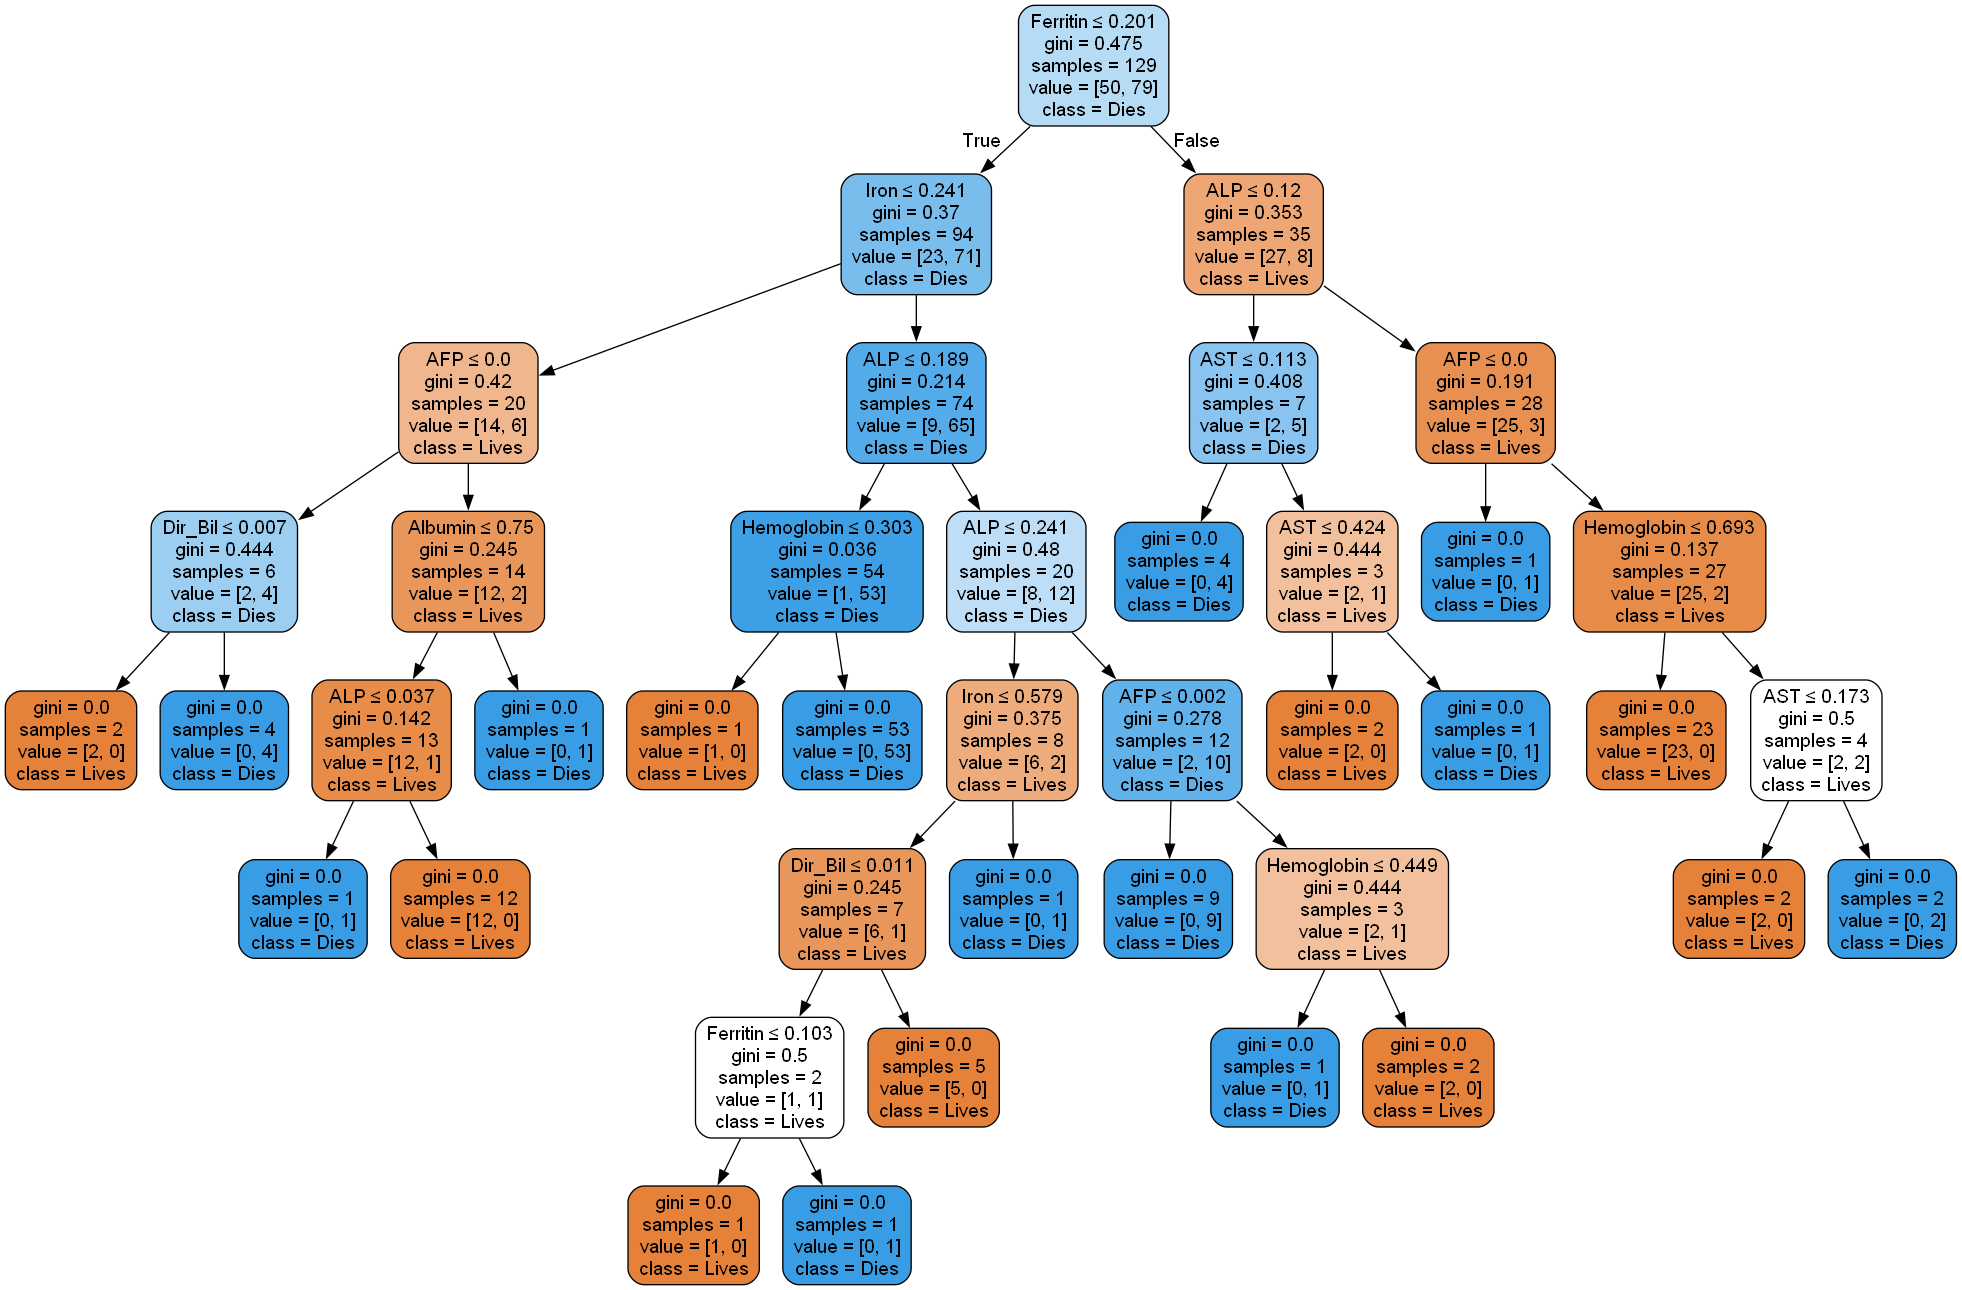 Ferritin ≤ 0.201
gini = 0.475
samples = 129
value = [50, 79]
class = Dies
True
False
Iron ≤ 0.241
gini = 0.37
samples = 94
value = [23, 71]
class = Dies
ALP ≤ 0.12
gini = 0.353
samples = 35
value = [27, 8]
class = Lives
AFP ≤ 0.0
gini = 0.42
samples = 20
value = [14, 6]
class = Lives
ALP ≤ 0.189
gini = 0.214
samples = 74
value = [9, 65]
class = Dies
AST ≤ 0.113
gini = 0.408
samples = 7
value = [2, 5]
class = Dies
AFP ≤ 0.0
gini = 0.191
samples = 28
value = [25, 3]
class = Lives
Dir_Bil ≤ 0.007
gini = 0.444
samples = 6
value = [2, 4]
class = Dies
Albumin ≤ 0.75
gini = 0.245
samples = 14
value = [12, 2]
class = Lives
Hemoglobin ≤ 0.303
gini = 0.036
samples = 54
value = [1, 53]
class = Dies
ALP ≤ 0.241
gini = 0.48
samples = 20
value = [8, 12]
class = Dies
gini = 0.0
samples = 4
value = [0, 4]
class = Dies
AST ≤ 0.424
gini = 0.444
samples = 3
value = [2, 1]
class = Lives
gini = 0.0
samples = 1
value = [0, 1]
class = Dies
Hemoglobin ≤ 0.693
gini = 0.137
samples = 27
value = [25, 2]
class = Lives
gini = 0.0
samples = 2
value = [2, 0]
class = Lives
gini = 0.0
samples = 4
value = [0, 4]
class = Dies
ALP ≤ 0.037
gini = 0.142
samples = 13
value = [12, 1]
class = Lives
gini = 0.0
samples = 1
value = [0, 1]
class = Dies
gini = 0.0
samples = 1
value = [1, 0]
class = Lives
gini = 0.0
samples = 53
value = [0, 53]
class = Dies
Iron ≤ 0.579
gini = 0.375
samples = 8
value = [6, 2]
class = Lives
AFP ≤ 0.002
gini = 0.278
samples = 12
value = [2, 10]
class = Dies
gini = 0.0
samples = 2
value = [2, 0]
class = Lives
gini = 0.0
samples = 1
value = [0, 1]
class = Dies
gini = 0.0
samples = 23
value = [23, 0]
class = Lives
AST ≤ 0.173
gini = 0.5
samples = 4
value = [2, 2]
class = Lives
gini = 0.0
samples = 1
value = [0, 1]
class = Dies
gini = 0.0
samples = 12
value = [12, 0]
class = Lives
Dir_Bil ≤ 0.011
gini = 0.245
samples = 7
value = [6, 1]
class = Lives
gini = 0.0
samples = 1
value = [0, 1]
class = Dies
gini = 0.0
samples = 9
value = [0, 9]
class = Dies
Hemoglobin ≤ 0.449
gini = 0.444
samples = 3
value = [2, 1]
class = Lives
gini = 0.0
samples = 2
value = [2, 0]
class = Lives
gini = 0.0
samples = 2
value = [0, 2]
class = Dies
Ferritin ≤ 0.103
gini = 0.5
samples = 2
value = [1, 1]
class = Lives
gini = 0.0
samples = 5
value = [5, 0]
class = Lives
gini = 0.0
samples = 1
value = [0, 1]
class = Dies
gini = 0.0
samples = 2
value = [2, 0]
class = Lives
gini = 0.0
samples = 1
value = [1, 0]
class = Lives
gini = 0.0
samples = 1
value = [0, 1]
class = Dies